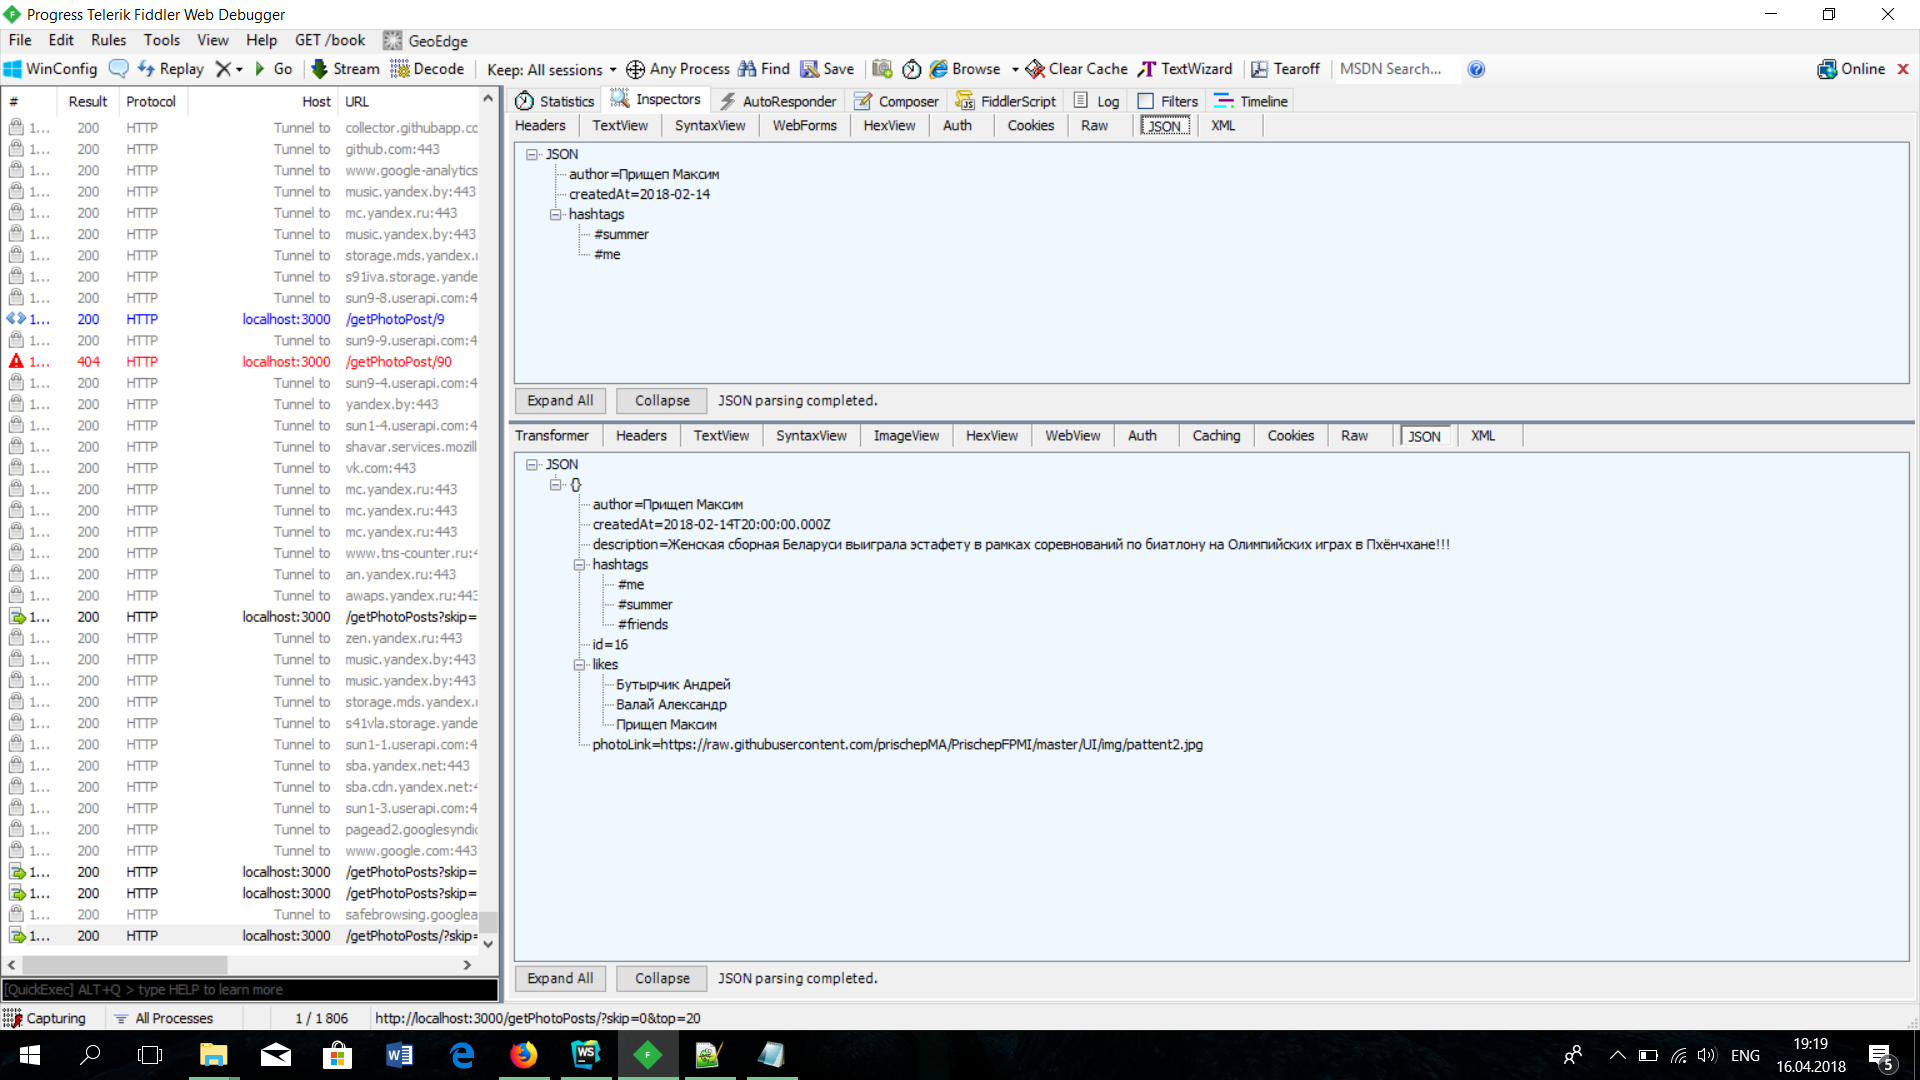 Progress Telerik Fiddler Web Debugger
File Edit Rules Tools View Help GET /book GeoEdge
WinConfig Replay Go Stream Decode Keep: All sessions Any Process Find Save Browse Clear Cache TextWizard Tearoff MSDN Search... Online
# Result Protocol Host URL
1... 200 HTTP Tunnel to collector.githubapp.cc
1... 200 HTTP Tunnel to github.com:443
1... 200 HTTP Tunnel to www.google-analytics
1... 200 HTTP Tunnel to music.yandex.by:443
1... 200 HTTP Tunnel to mc.yandex.ru:443
1... 200 HTTP Tunnel to music.yandex.by:443
1... 200 HTTP Tunnel to storage.mds.yandex.r
1... 200 HTTP Tunnel to s91iva.storage.yande
1... 200 HTTP Tunnel to sun9-8.userapi.com:4
1... 200 HTTP localhost:3000 /getPhotoPost/9
1... 200 HTTP Tunnel to sun9-9.userapi.com:4
1... 404 HTTP localhost:3000 /getPhotoPost/90
1... 200 HTTP Tunnel to sun9-4.userapi.com:4
1... 200 HTTP Tunnel to yandex.by:443
1... 200 HTTP Tunnel to sun1-4.userapi.com:4
1... 200 HTTP Tunnel to shavar.services.mozill
1... 200 HTTP Tunnel to vk.com:443
1... 200 HTTP Tunnel to mc.yandex.ru:443
1... 200 HTTP Tunnel to mc.yandex.ru:443
1... 200 HTTP Tunnel to mc.yandex.ru:443
1... 200 HTTP Tunnel to www.tns-counter.ru:4
1... 200 HTTP Tunnel to an.yandex.ru:443
1... 200 HTTP Tunnel to awaps.yandex.ru:443
1... 200 HTTP localhost:3000 /getPhotoPosts?skip=
1... 200 HTTP Tunnel to zen.yandex.ru:443
1... 200 HTTP Tunnel to music.yandex.by:443
1... 200 HTTP Tunnel to music.yandex.by:443
1... 200 HTTP Tunnel to storage.mds.yandex.r
1... 200 HTTP Tunnel to s41vla.storage.yande
1... 200 HTTP Tunnel to sun1-1.userapi.com:4
1... 200 HTTP Tunnel to sba.yandex.net:443
1... 200 HTTP Tunnel to sba.cdn.yandex.net:4
1... 200 HTTP Tunnel to sun1-3.userapi.com:4
1... 200 HTTP Tunnel to pagead2.googlesyndic
1... 200 HTTP Tunnel to www.google.com:443
1... 200 HTTP localhost:3000 /getPhotoPosts?skip=
1... 200 HTTP localhost:3000 /getPhotoPosts?skip=
1... 200 HTTP Tunnel to safebrowsing.googlea
1... 200 HTTP localhost:3000 /getPhotoPosts/?skip=
[QuickExec] ALT+Q > type HELP to learn more
Statistics Inspectors AutoResponder Composer FiddlerScript Log Filters Timeline
Headers TextView SyntaxView WebForms HexView Auth Cookies Raw JSON XML
JSON
author=Прищеп Максим
createdAt=2018-02-14
hashtags
#summer
#me
Expand All Collapse JSON parsing completed.
Transformer Headers TextView SyntaxView ImageView HexView WebView Auth Caching Cookies Raw JSON XML
JSON
{}
author=Прищеп Максим
createdAt=2018-02-14T20:00:00.000Z
description=Женская сборная Беларуси выиграла эстафету в рамках соревнований по биатлону на Олимпийских играх в Пхёнчхане!!!
hashtags
#me
#summer
#friends
id=16
likes
Бутырчик Андрей
Валай Александр
Прищеп Максим
photoLink=https://raw.githubusercontent.com/prischepMA/PrischepFPMI/master/UI/img/pattent2.jpg
Expand All Collapse JSON parsing completed.
Capturing All Processes 1 / 1 806 http://localhost:3000/getPhotoPosts/?skip=0&top=20
ENG 19:19
16.04.2018 5